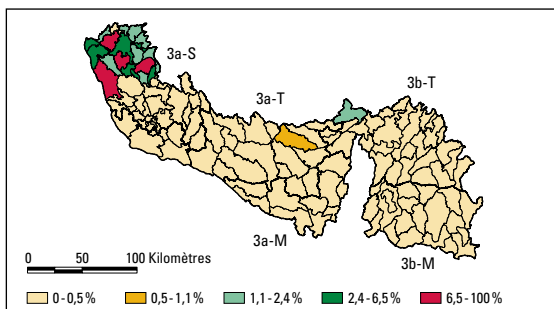 3a-S
3a-T
3b-T
3a-M
3b-M
0 50 100 Kilomètres
0 - 0,5 % 0,5 - 1,1 % 1,1 - 2,4 % 2,4 - 6,5 % 6,5 - 100 %